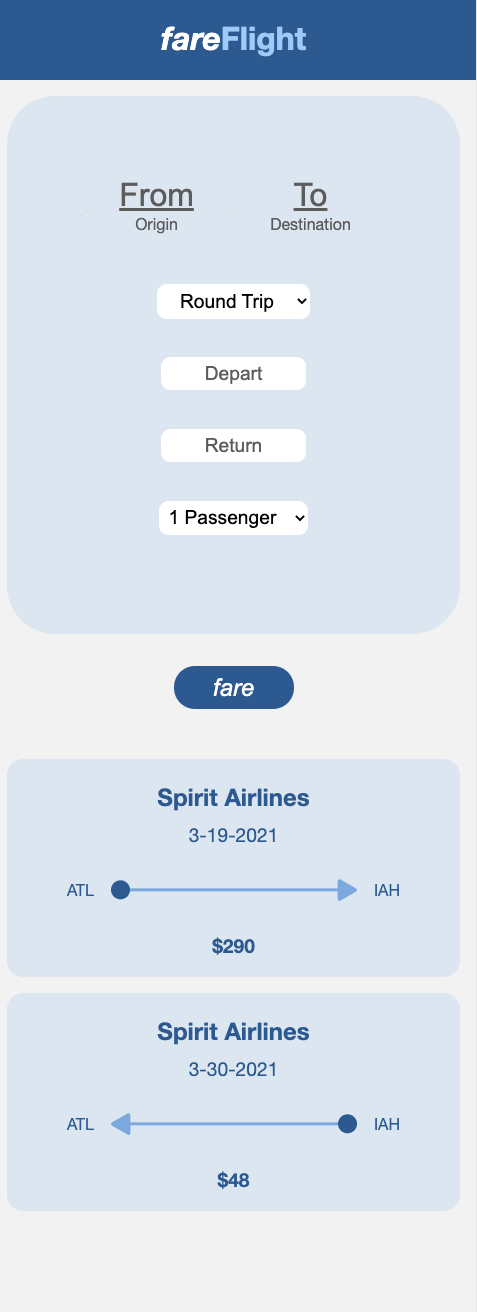 fareFlight
From To
Origin Destination
Round Trip
Depart
Return
1 Passenger
fare
Spirit Airlines
3-19-2021
ATL IAH
$290
Spirit Airlines
3-30-2021
ATL IAH
$48